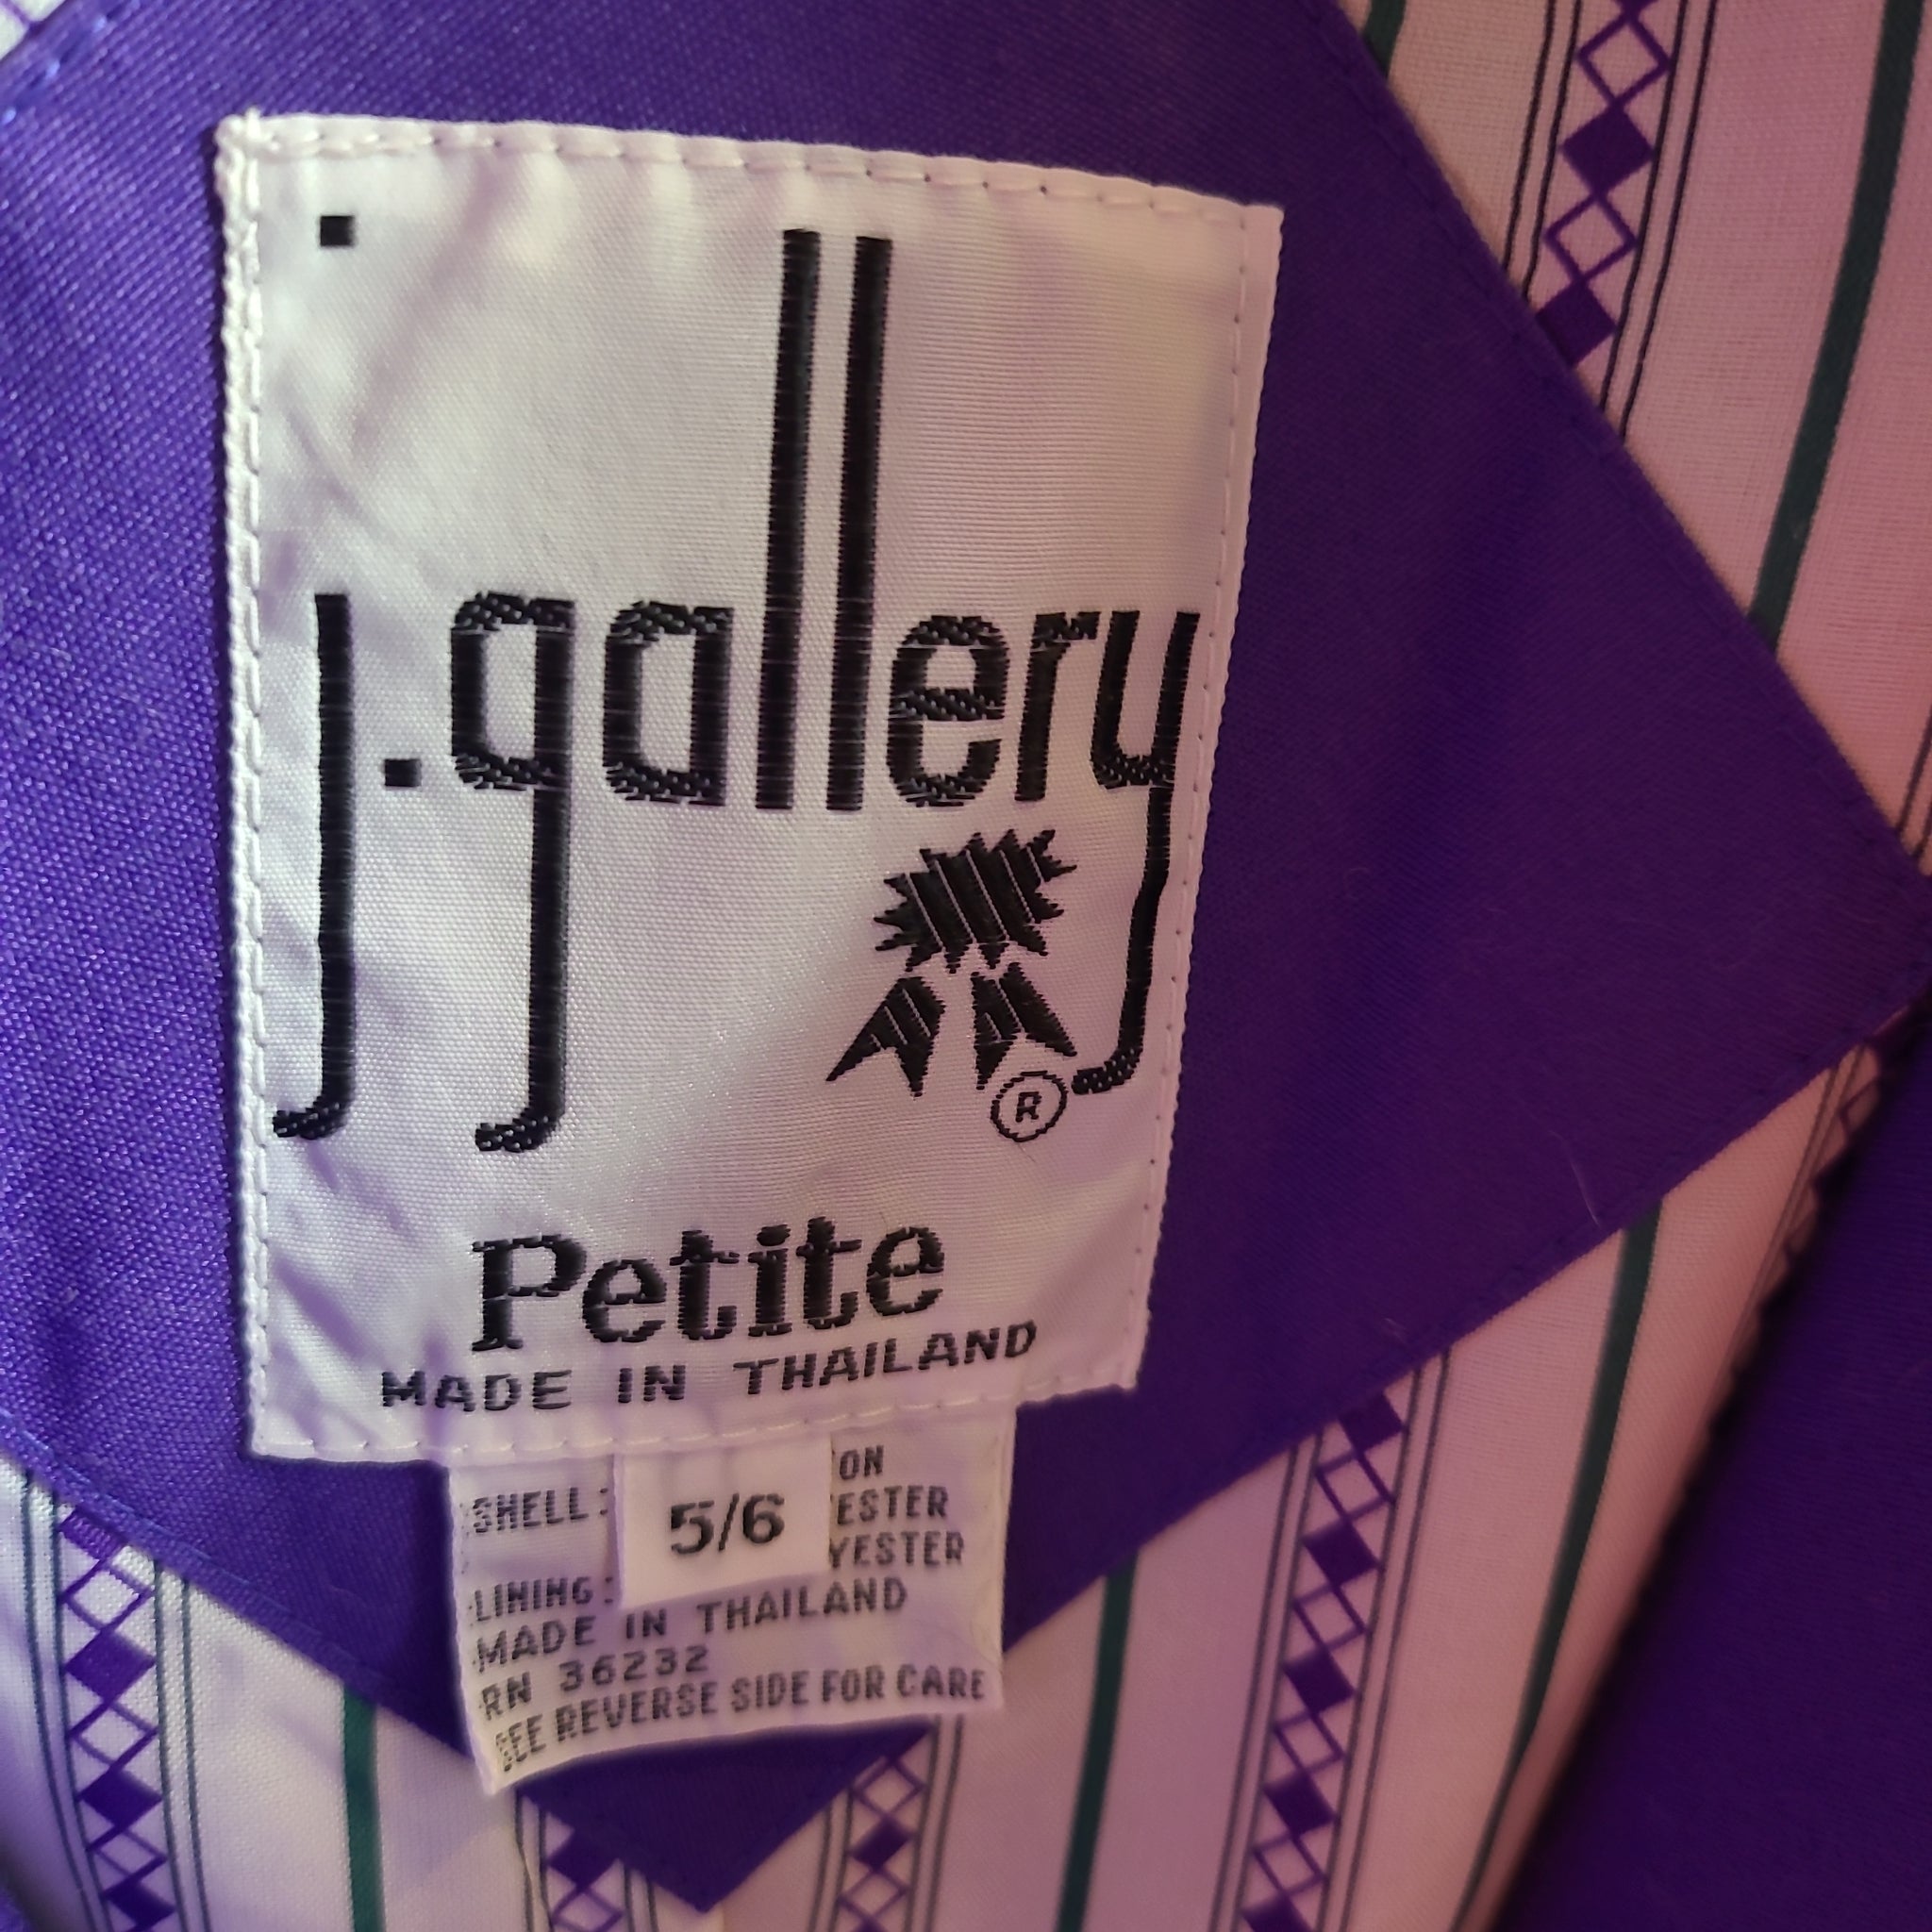 j.gallery
®
Petite
MADE IN THAILAND
5/6
ON
SHELL: ESTER
YESTER
LINING:
MADE IN THAILAND
RN 36232
SEE REVERSE SIDE FOR CARE